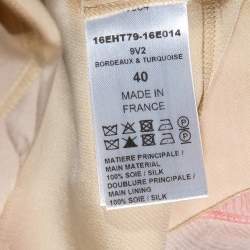 16EHT79-16E014
9V2
BORDEAUX & TURQUOISE
40
MADE IN
FRANCE
P
MATIERE PRINCIPALE /
MAIN MATERIAL
100% SOIE / SILK
DOUBLURE PRINCIPALE /
MAIN LINING
100% SOIE / SILK